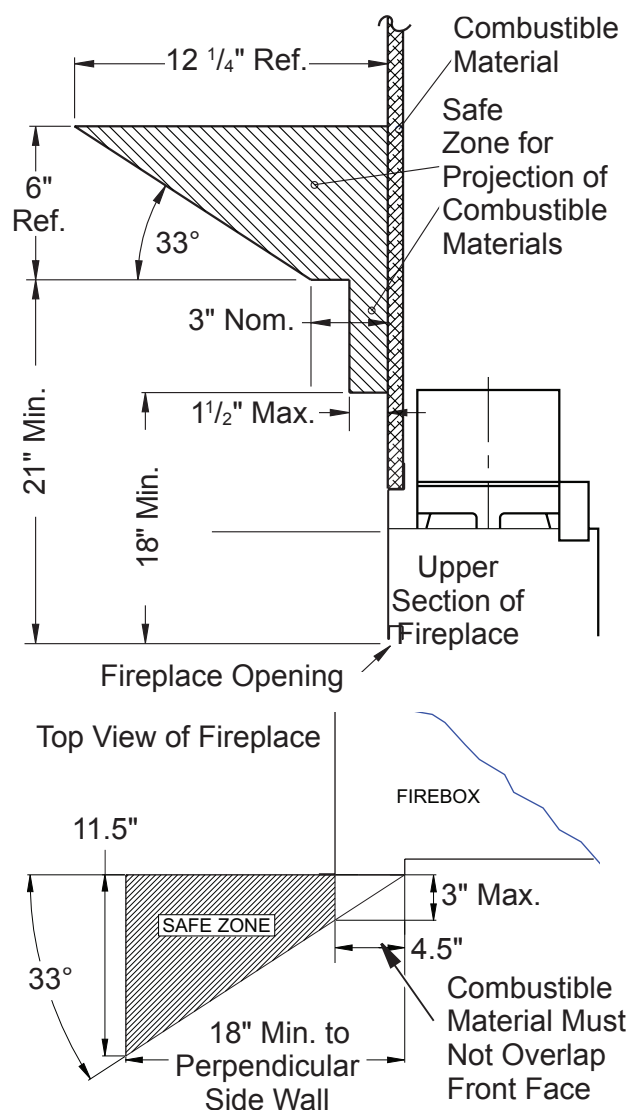 12 1/4" Ref.
Combustible
Material
Safe
Zone for
Projection of
Combustible
Materials
6"
Ref.
33°
3" Nom.
1 1/2" Max.
21" Min.
18" Min.
Upper
Section of
Fireplace
Fireplace Opening
Top View of Fireplace
FIREBOX
11.5"
3" Max.
SAFE ZONE
4.5"
33°
18" Min. to
Perpendicular
Side Wall
Combustible
Material Must
Not Overlap
Front Face